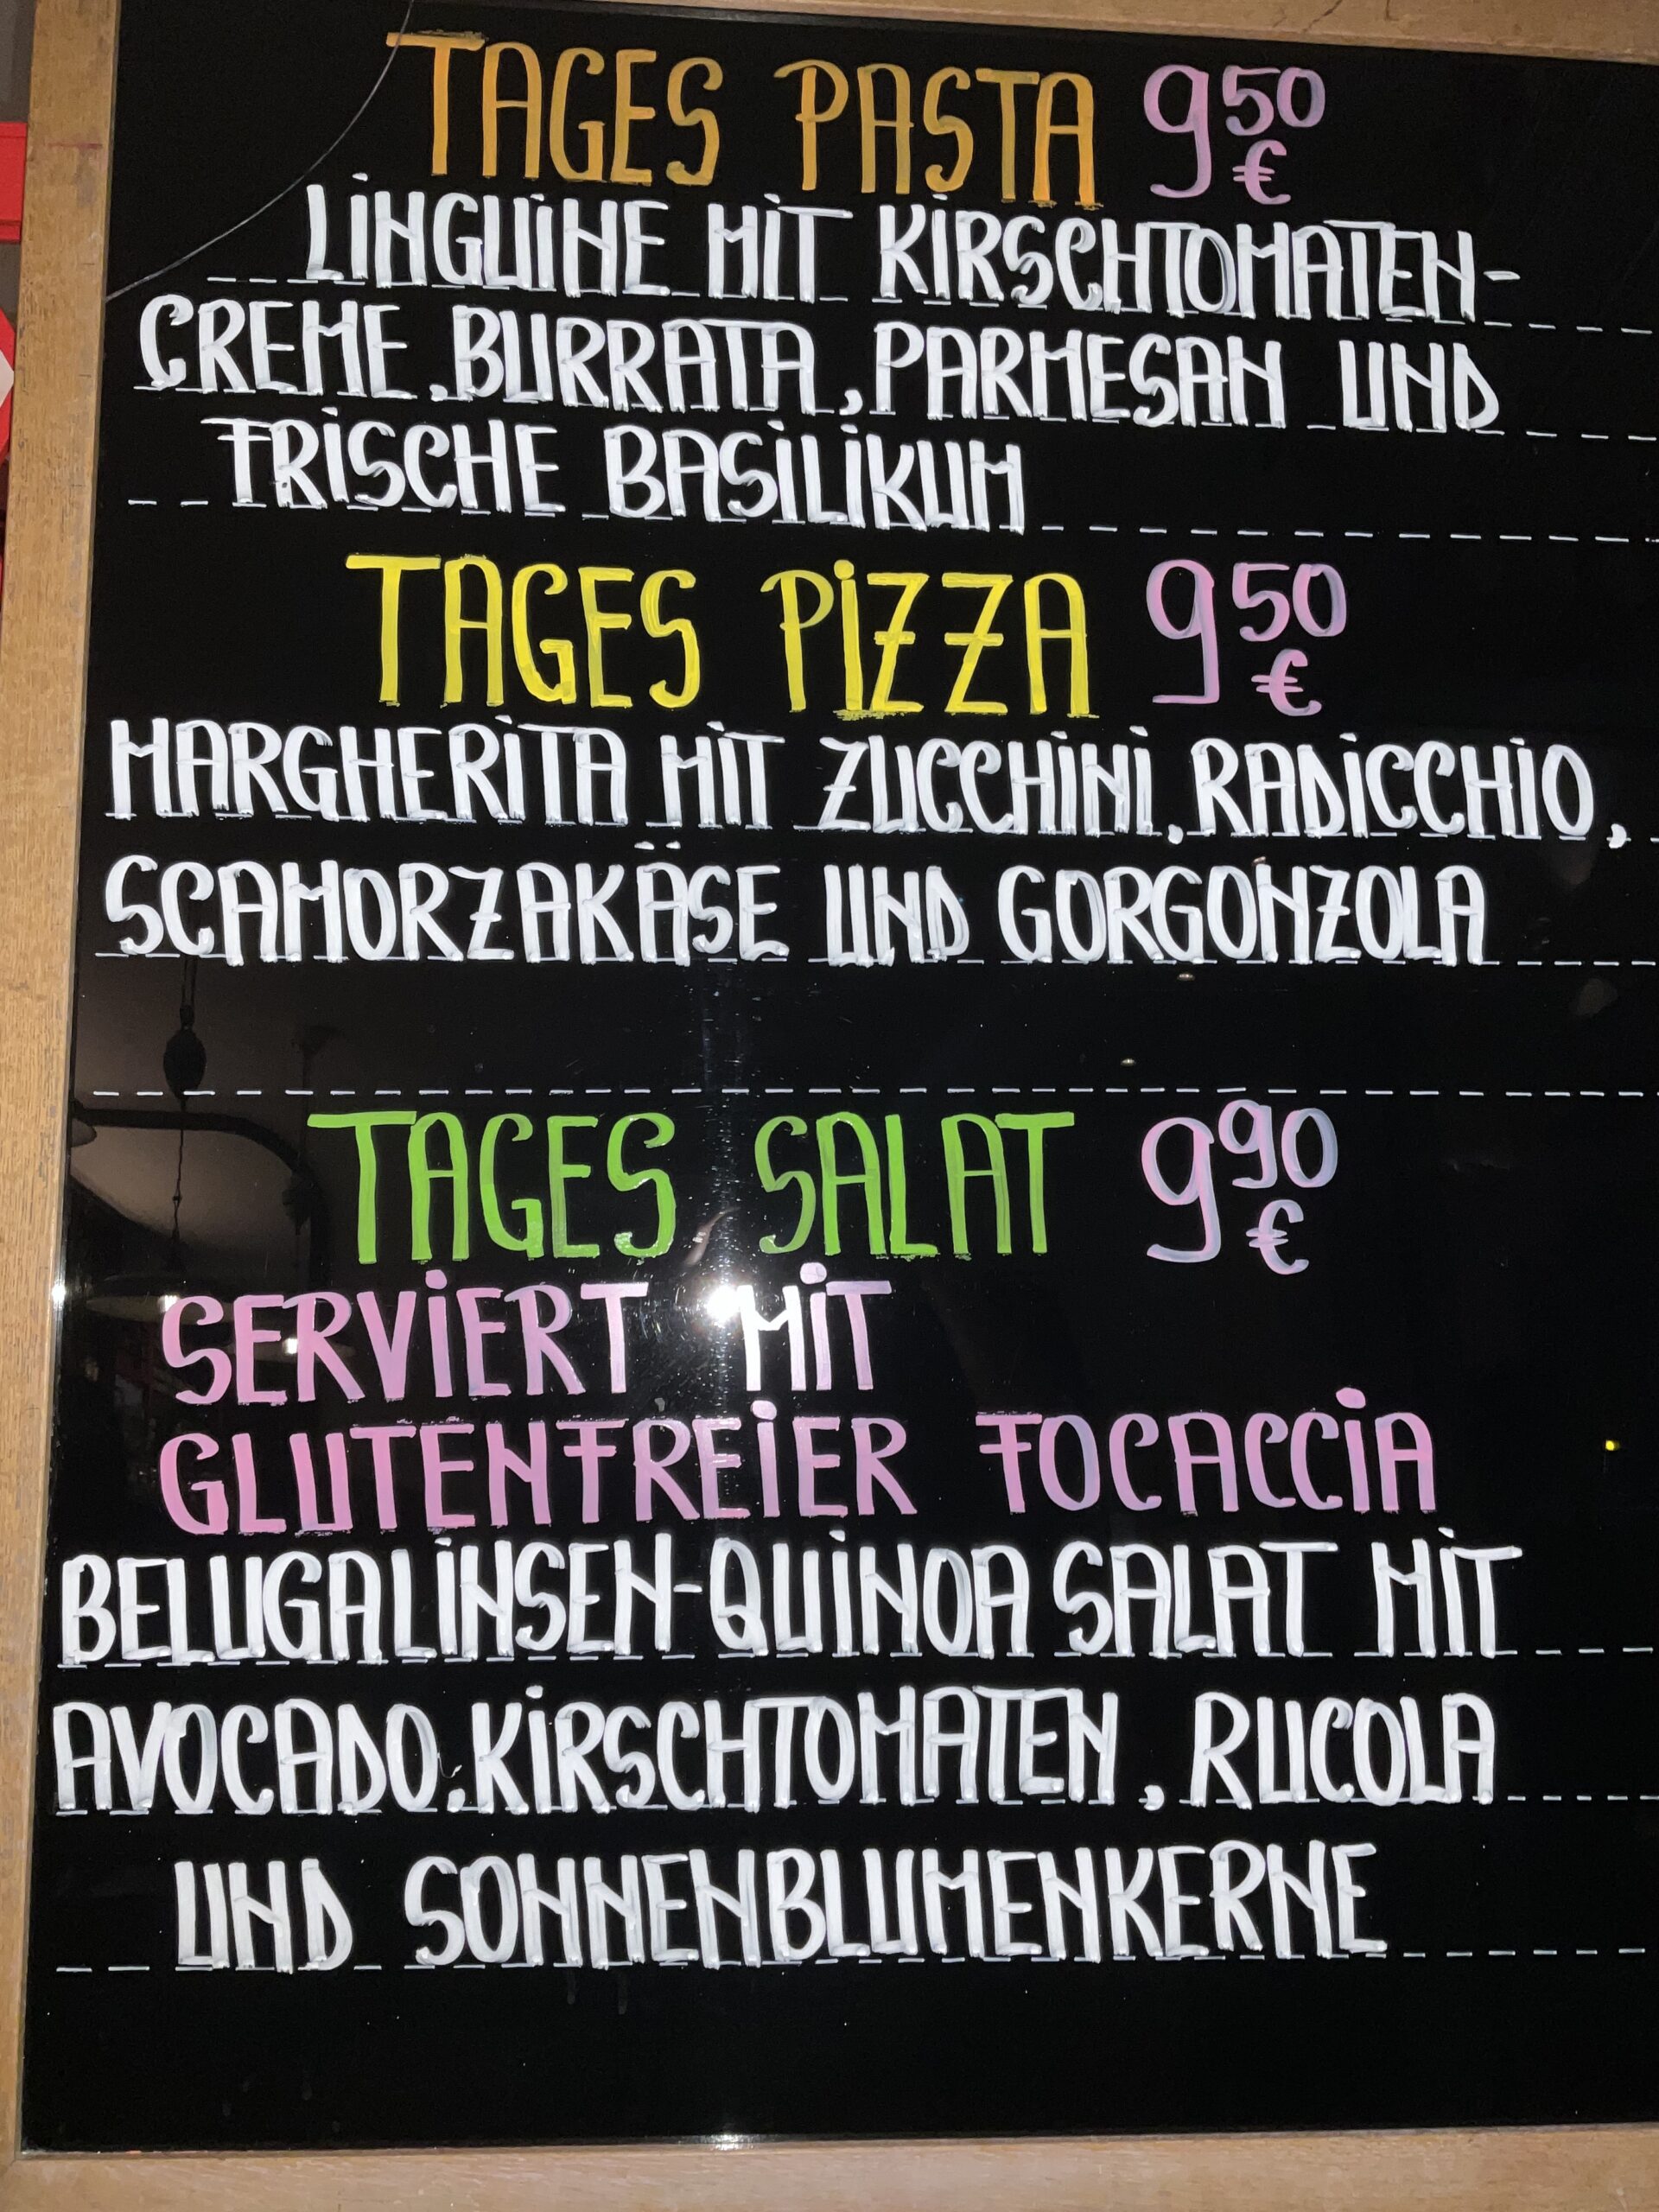 TAGES PASTA 9 50 €
LINGUINE MIT KIRSCHTOMATEN-
CREME, BURRATA, PARMESAN UND
FRISCHE BASILIKUM
TAGES PIZZA 9 50 €
MARGHERITA MIT ZUCCHINI, RADICCHIO,
SCAMORZAKÄSE UND GORGONZOLA
TAGES SALAT 9 90 €
SERVIERT MIT
GLUTENFREIER FOCACCIA
BELUGALINSEN-QUINOA SALAT MIT
AVOCADO, KIRSCHTOMATEN, RUCOLA
UND SONNENBLUMENKERNE